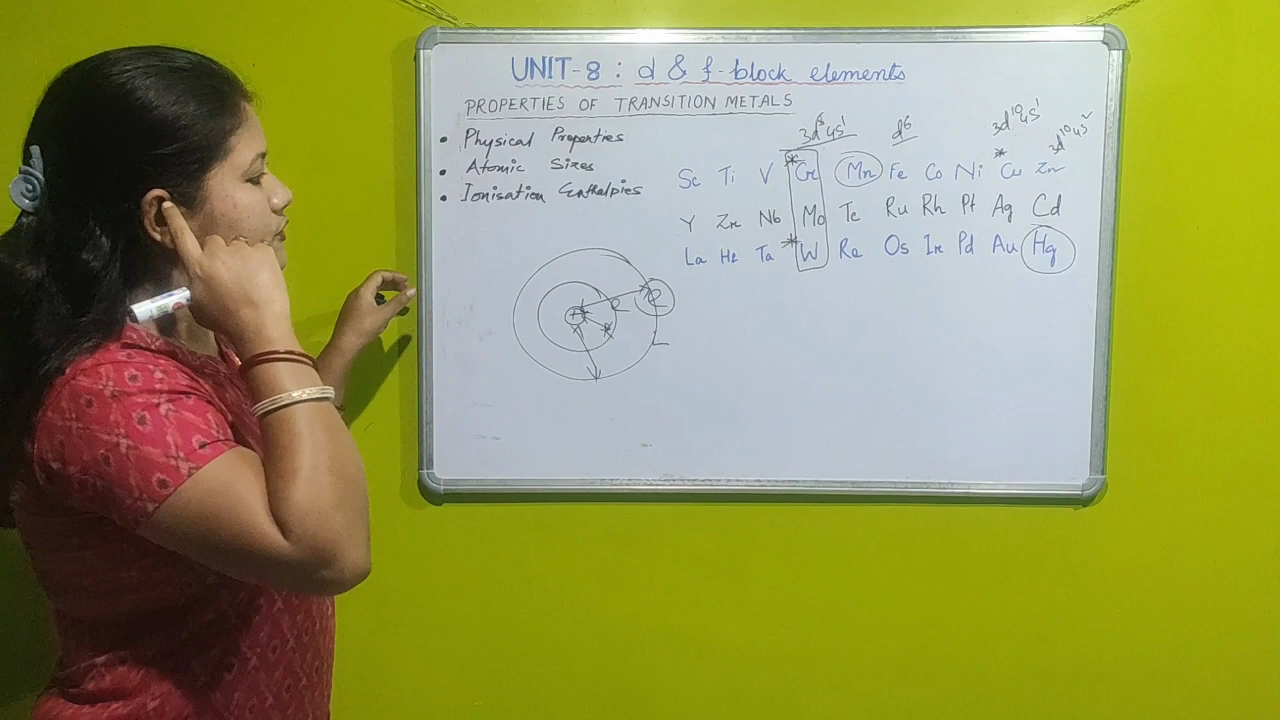 UNIT-8 : d & f-block elements
PROPERTIES OF TRANSITION METALS
• Physical Properties
• Atomic Sizes
• Ionisation Enthalpies
3d⁵4s¹ d⁶ 3d¹⁰4s¹ 3d¹⁰4s²
Sc Ti V *Cr Mn Fe Co Ni *Cu Zn
Y Zr Nb Mo Tc Ru Rh Pt Ag Cd
La Hf Ta *W Re Os Ir Pd Au Hg